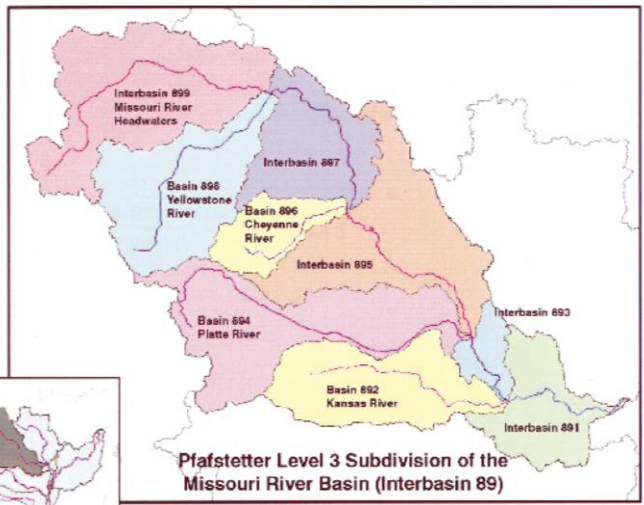 Interbasin 899
Missouri River
Headwaters
Interbasin 897
Basin 898
Yellowstone
River
Basin 896
Cheyenne
River
Interbasin 895
Basin 894
Platte River
Interbasin 893
Basin 892
Kansas River
Interbasin 891
Pfafstetter Level 3 Subdivision of the
Missouri River Basin (Interbasin 89)